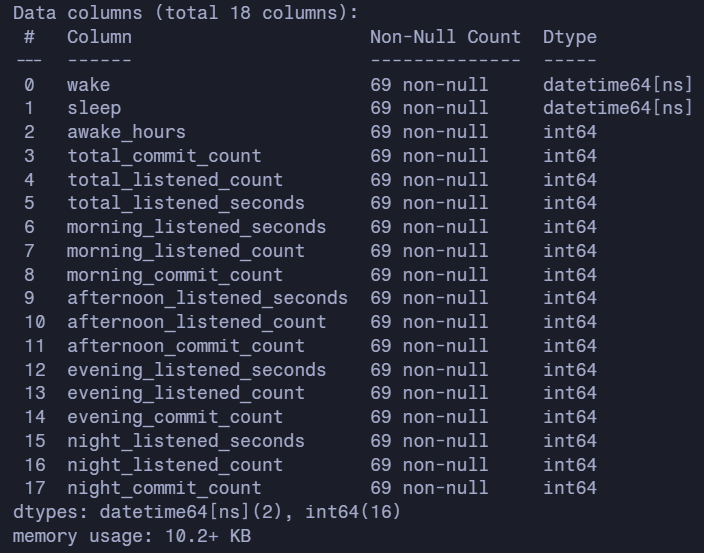 Data columns (total 18 columns):
 #   Column                      Non-Null Count  Dtype
---  ------                      --------------  -----
 0   wake                        69 non-null     datetime64[ns]
 1   sleep                       69 non-null     datetime64[ns]
 2   awake_hours                 69 non-null     int64
 3   total_commit_count          69 non-null     int64
 4   total_listened_count        69 non-null     int64
 5   total_listened_seconds      69 non-null     int64
 6   morning_listened_seconds    69 non-null     int64
 7   morning_listened_count      69 non-null     int64
 8   morning_commit_count        69 non-null     int64
 9   afternoon_listened_seconds  69 non-null     int64
 10  afternoon_listened_count    69 non-null     int64
 11  afternoon_commit_count      69 non-null     int64
 12  evening_listened_seconds    69 non-null     int64
 13  evening_listened_count      69 non-null     int64
 14  evening_commit_count        69 non-null     int64
 15  night_listened_seconds      69 non-null     int64
 16  night_listened_count        69 non-null     int64
 17  night_commit_count          69 non-null     int64
dtypes: datetime64[ns](2), int64(16)
memory usage: 10.2+ KB